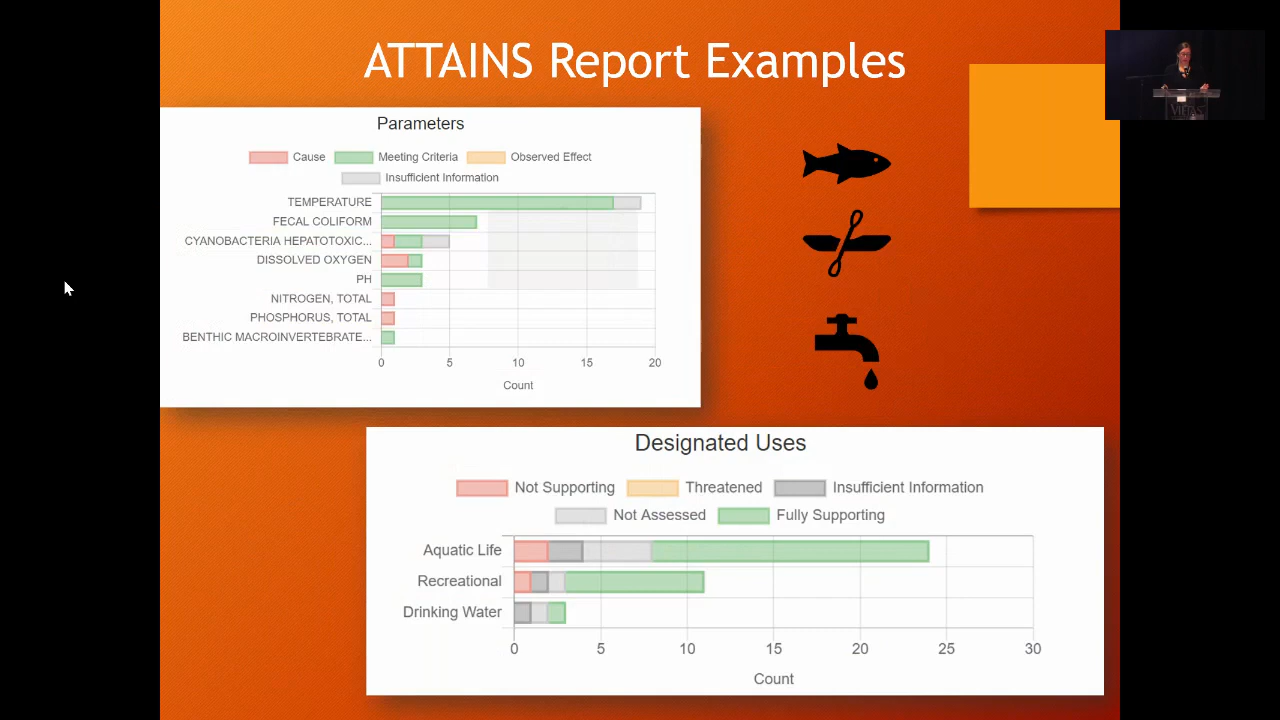 ATTAINS Report Examples
Parameters
Cause Meeting Criteria Observed Effect
Insufficient Information
TEMPERATURE
FECAL COLIFORM
CYANOBACTERIA HEPATOTOXIC...
DISSOLVED OXYGEN
PH
NITROGEN, TOTAL
PHOSPHORUS, TOTAL
BENTHIC MACROINVERTEBRATE...
0 5 10 15 20
Count
Designated Uses
Not Supporting Threatened Insufficient Information
Not Assessed Fully Supporting
Aquatic Life
Recreational
Drinking Water
0 5 10 15 20 25 30
Count